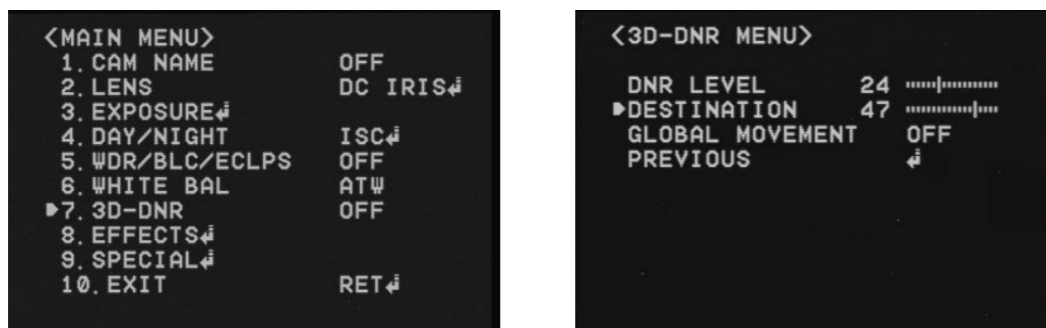 <MAIN MENU>
1. CAM NAME OFF
2. LENS DC IRIS↲
3. EXPOSURE↲
4. DAY/NIGHT ISC↲
5. WDR/BLC/ECLPS OFF
6. WHITE BAL ATW
7. 3D-DNR OFF
8. EFFECTS↲
9. SPECIAL↲
10. EXIT RET↲
<3D-DNR MENU>
DNR LEVEL 24
DESTINATION 47
GLOBAL MOVEMENT OFF
PREVIOUS ↲